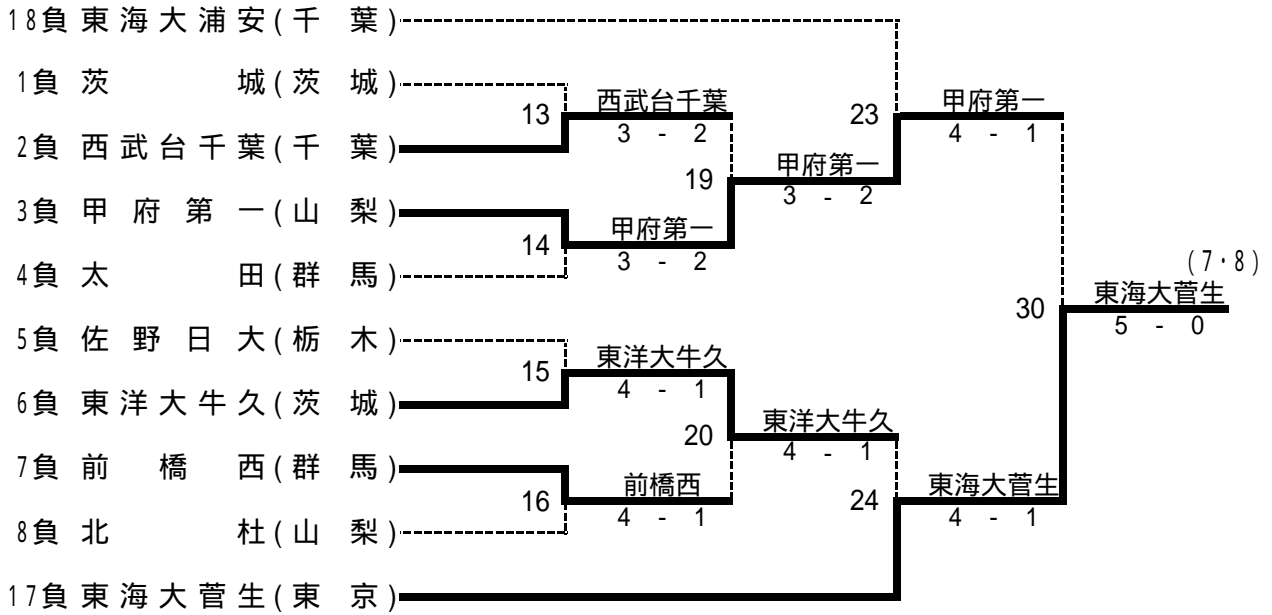 18負 東海大浦安(千 葉)
1負 茨 城(茨 城)
13
西武台千葉
3 - 2
23
甲府第一
4 - 1
2負 西武台千葉(千 葉)
19
甲府第一
3 - 2
3負 甲府第一(山 梨)
14
甲府第一
3 - 2
4負 太 田(群 馬)
(7・8)
30
東海大菅生
5 - 0
5負 佐野日大(栃 木)
15
東洋大牛久
4 - 1
6負 東洋大牛久(茨 城)
20
東洋大牛久
4 - 1
7負 前橋西(群 馬)
16
前橋西
4 - 1
24
東海大菅生
4 - 1
8負 北 杜(山 梨)
17負 東海大菅生(東 京)